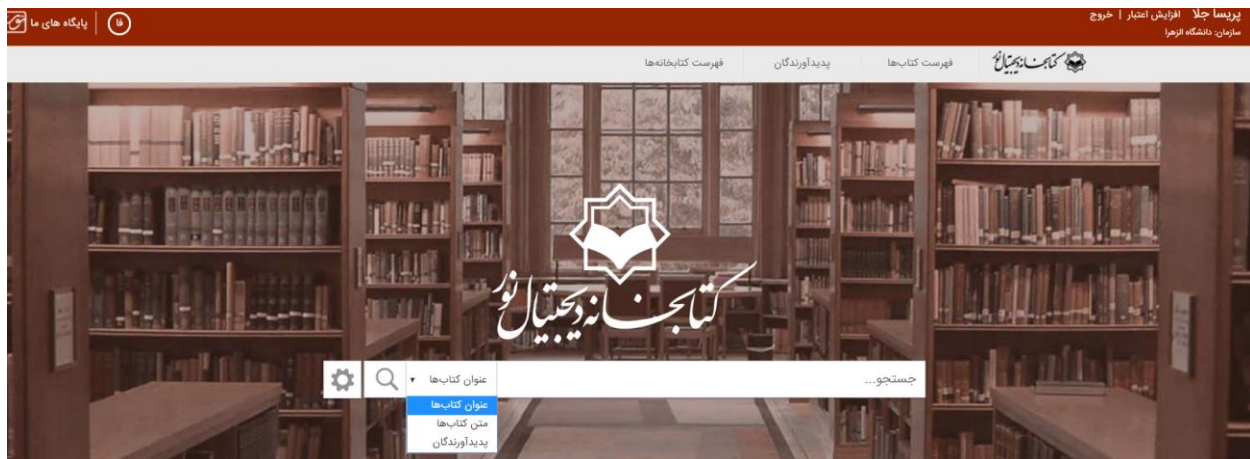 پریسا جلا افزایش اعتبار | خروج
سازمان: دانشگاه الزهرا
فا | پایگاه های ما
کتابخانه دیجیتال نور
فهرست کتاب‌ها
پدیدآورندگان
فهرست کتابخانه‌ها
کتابخانه دیجیتال نور
جستجو...
عنوان کتاب‌ها
عنوان کتاب‌ها
متن کتاب‌ها
پدیدآورندگان